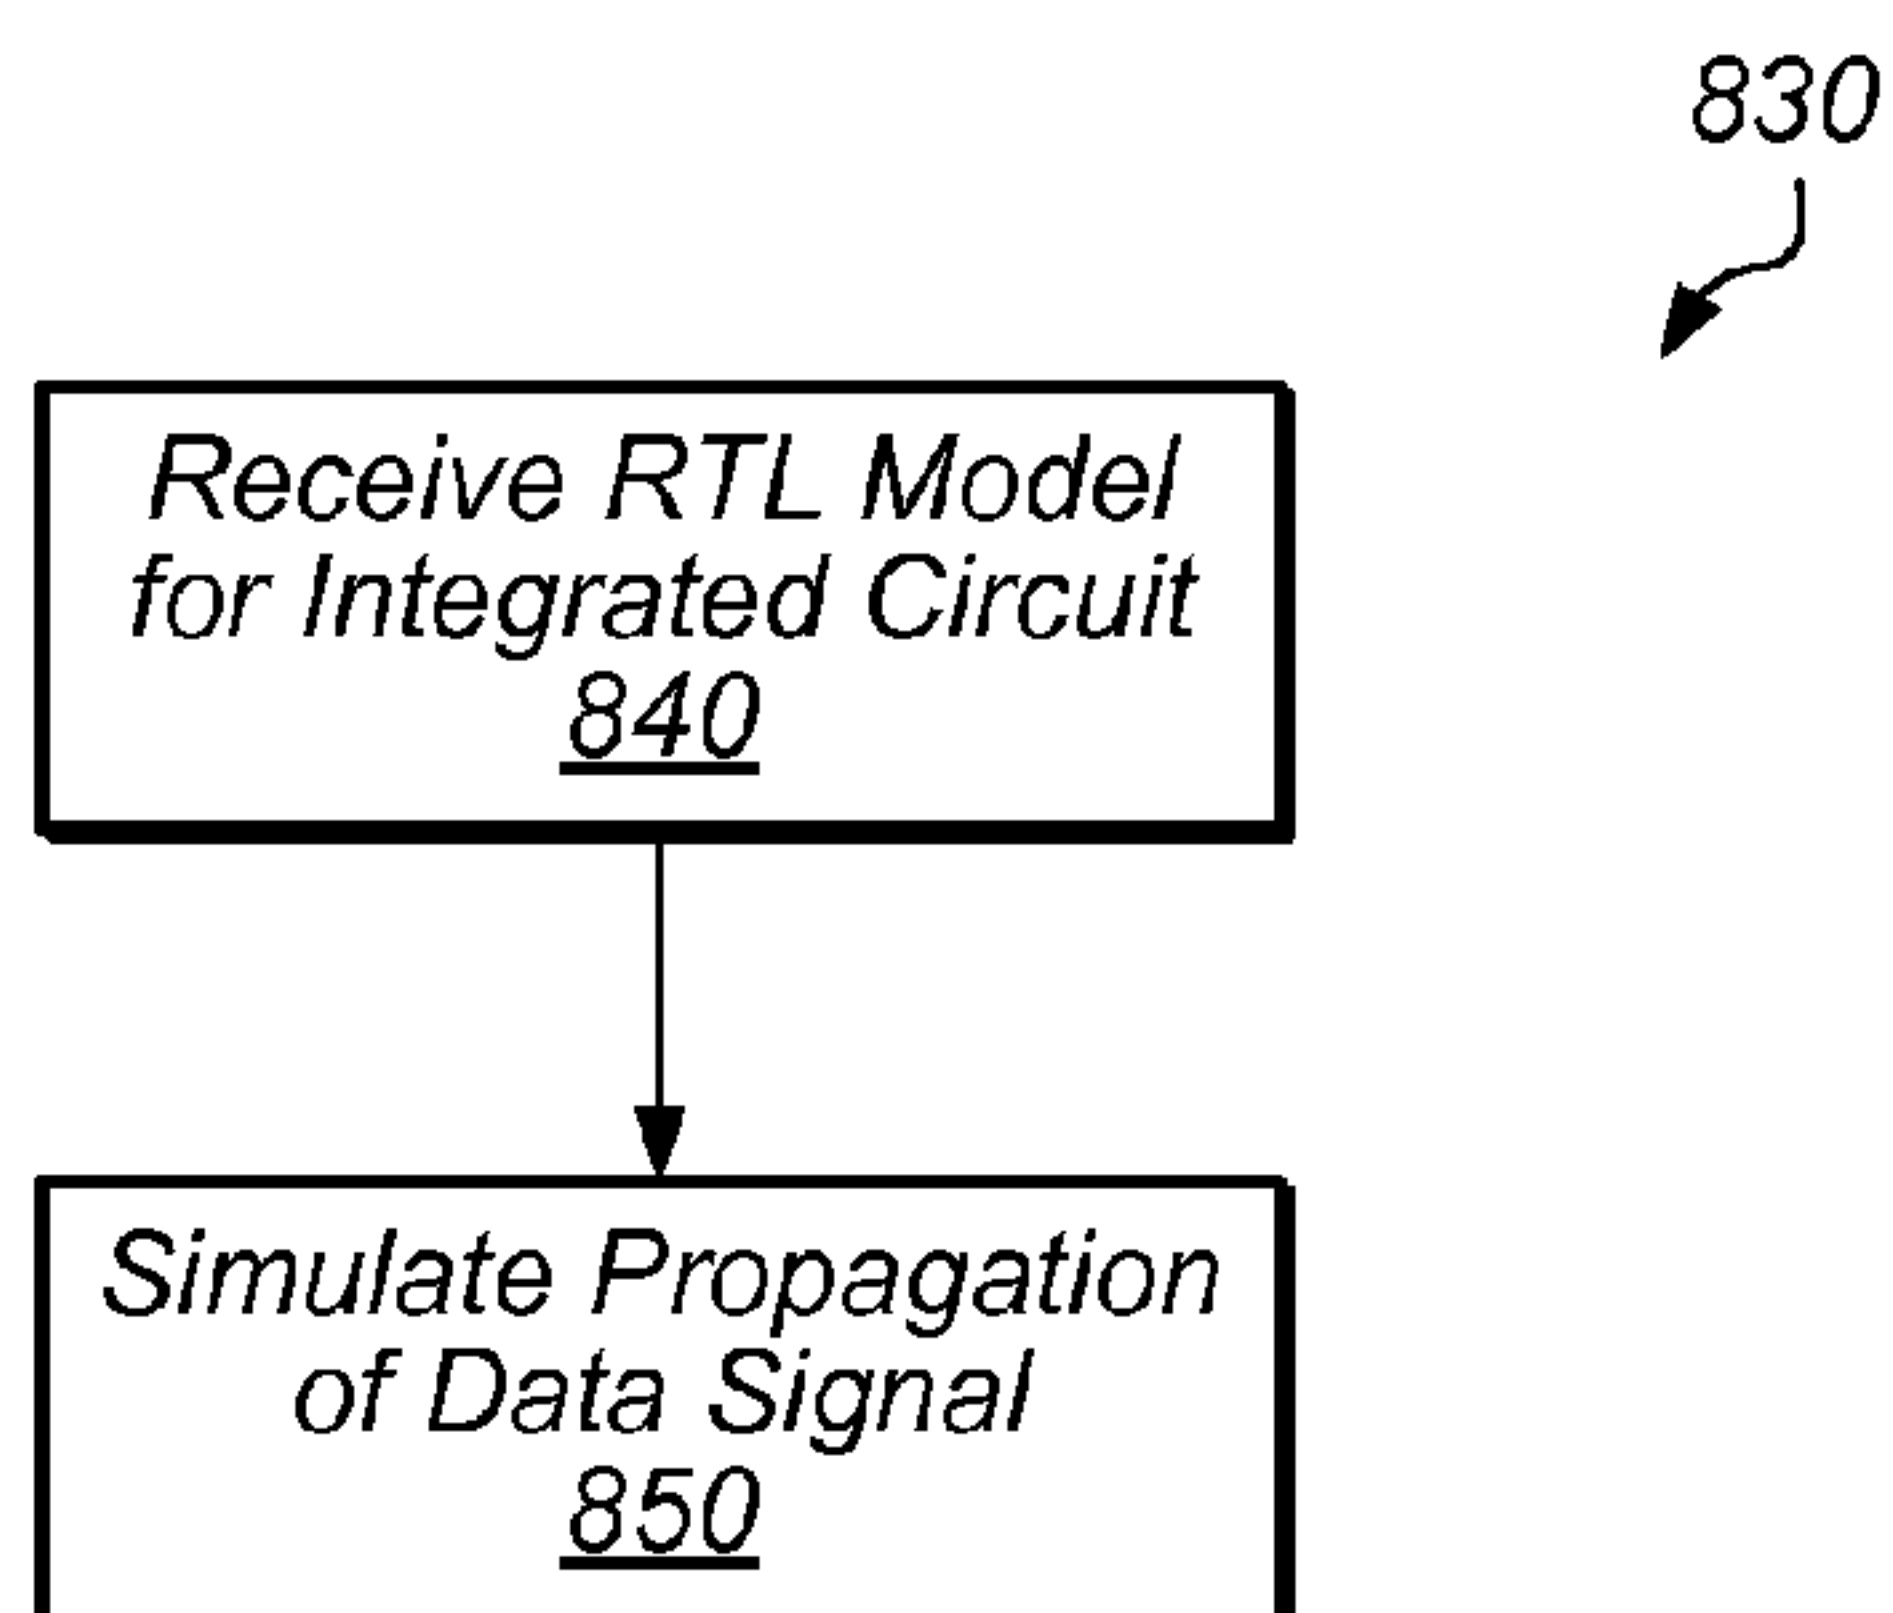 830
Receive RTL Model
for Integrated Circuit
840
Simulate Propagation
of Data Signal
850